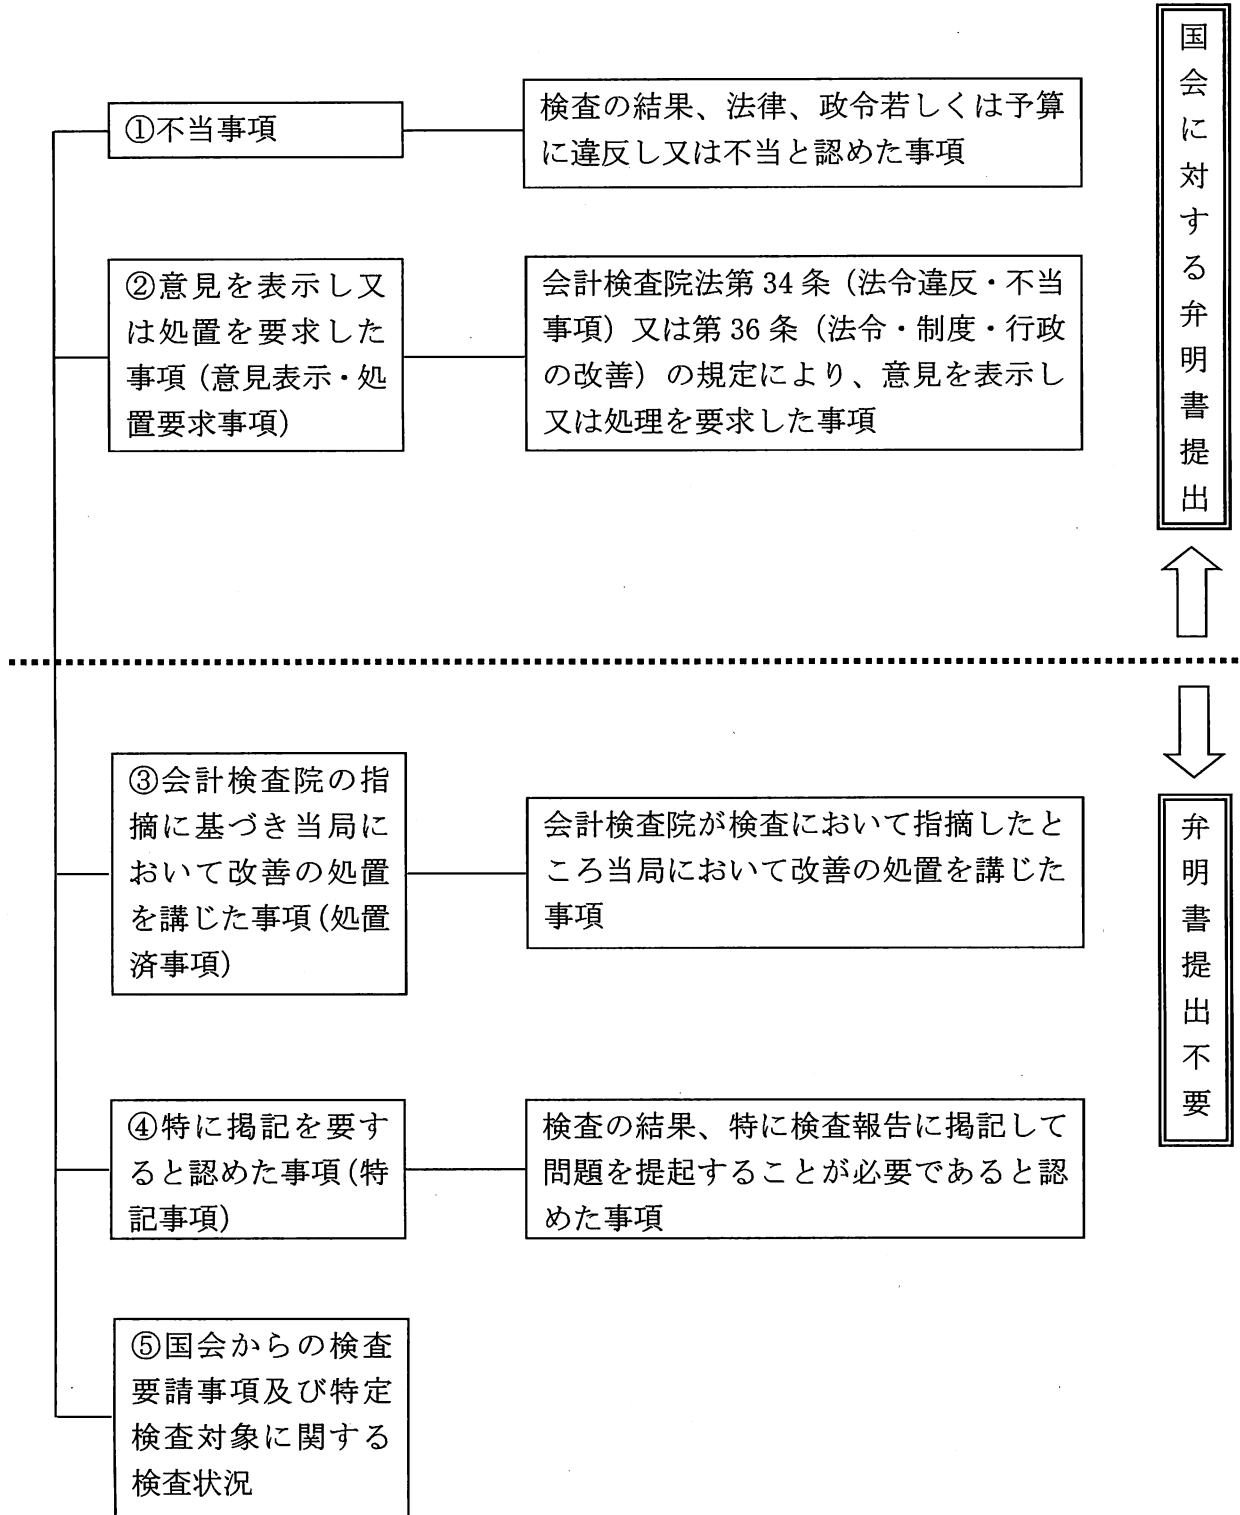 ①不当事項
検査の結果、法律、政令若しくは予算
に違反し又は不当と認めた事項
②意見を表示し又
は処置を要求した
事項（意見表示・処
置要求事項）
会計検査院法第 34 条（法令違反・不当
事項）又は第 36 条（法令・制度・行政
の改善）の規定により、意見を表示し
又は処理を要求した事項
国会に対する弁明書提出
③会計検査院の指
摘に基づき当局に
おいて改善の処置
を講じた事項（処置
済事項）
会計検査院が検査において指摘したと
ころ当局において改善の処置を講じた
事項
④特に掲記を要す
ると認めた事項（特
記事項）
検査の結果、特に検査報告に掲記して
問題を提起することが必要であると認
めた事項
⑤国会からの検査
要請事項及び特定
検査対象に関する
検査状況
弁明書提出不要